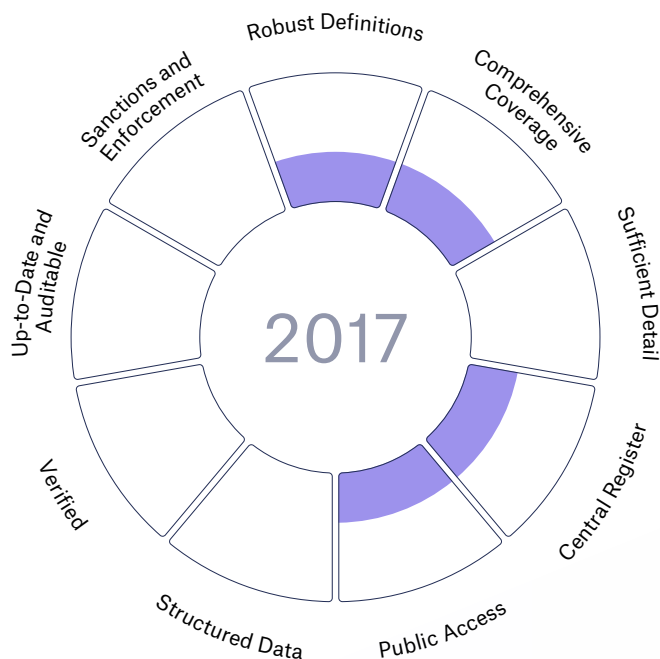 Robust Definitions
Comprehensive
Coverage
Sufficient Detail
Central Register
Public Access
Structured Data
Verified
Up-to-Date and
Auditable
Sanctions and
Enforcement
2017